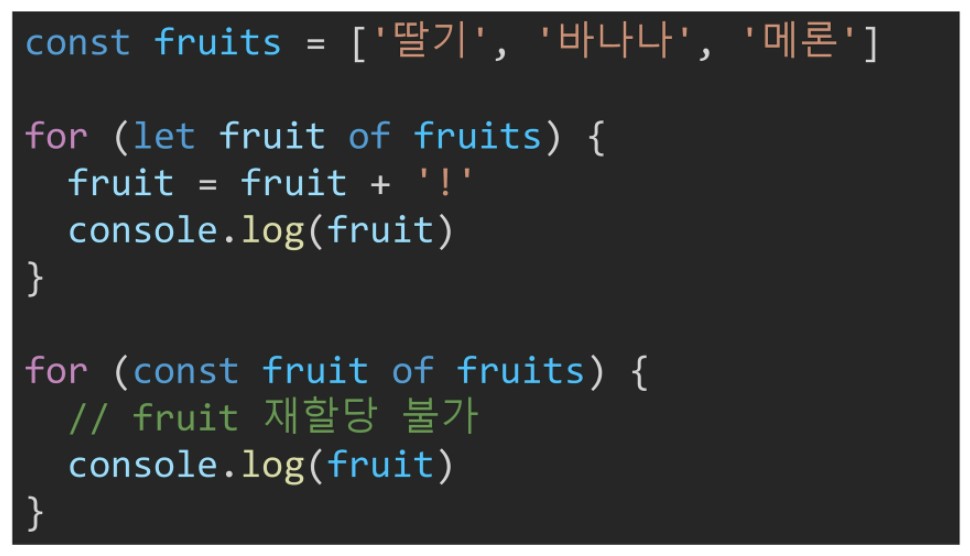 const fruits = ['딸기', '바나나', '메론']
for (let fruit of fruits) {
  fruit = fruit + '!'
  console.log(fruit)
}
for (const fruit of fruits) {
  // fruit 재할당 불가
  console.log(fruit)
}